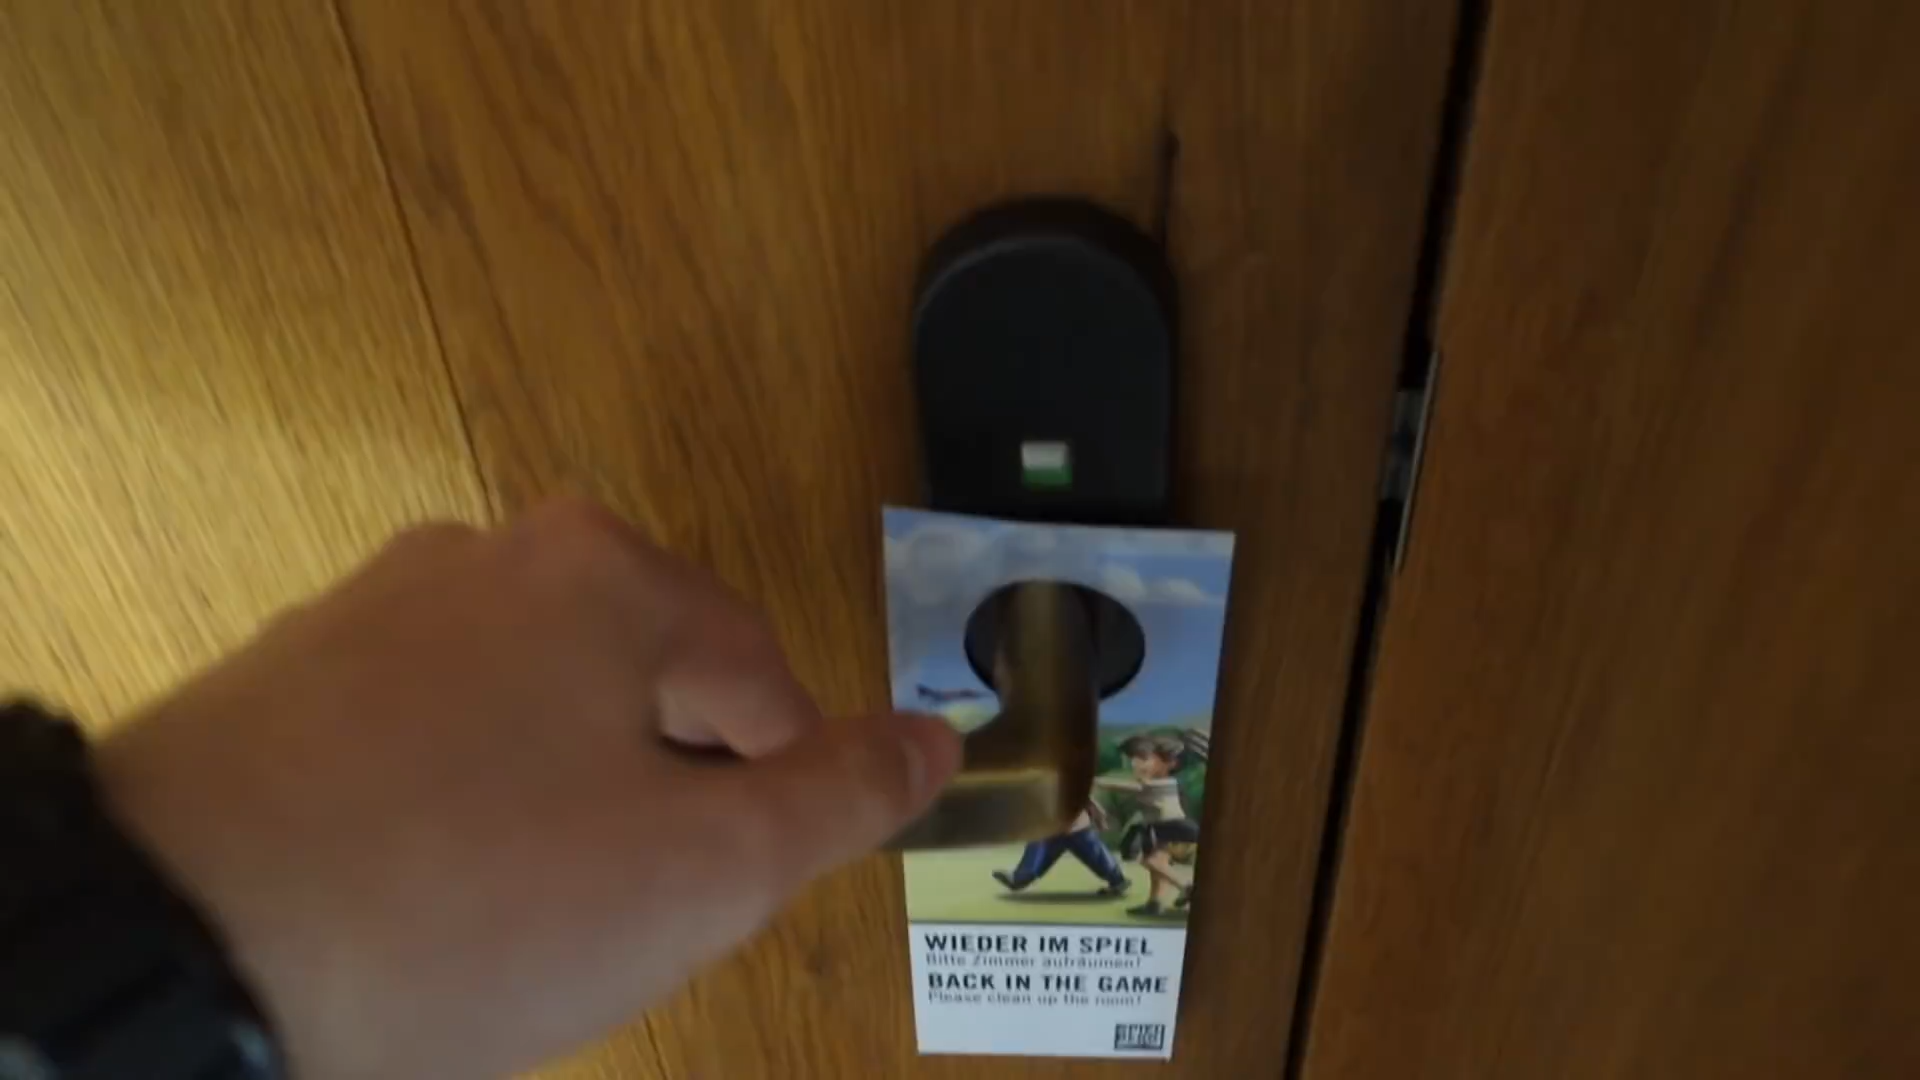 WIEDER IM SPIEL
Bitte Zimmer aufräumen!
BACK IN THE GAME
Please clean up the room!